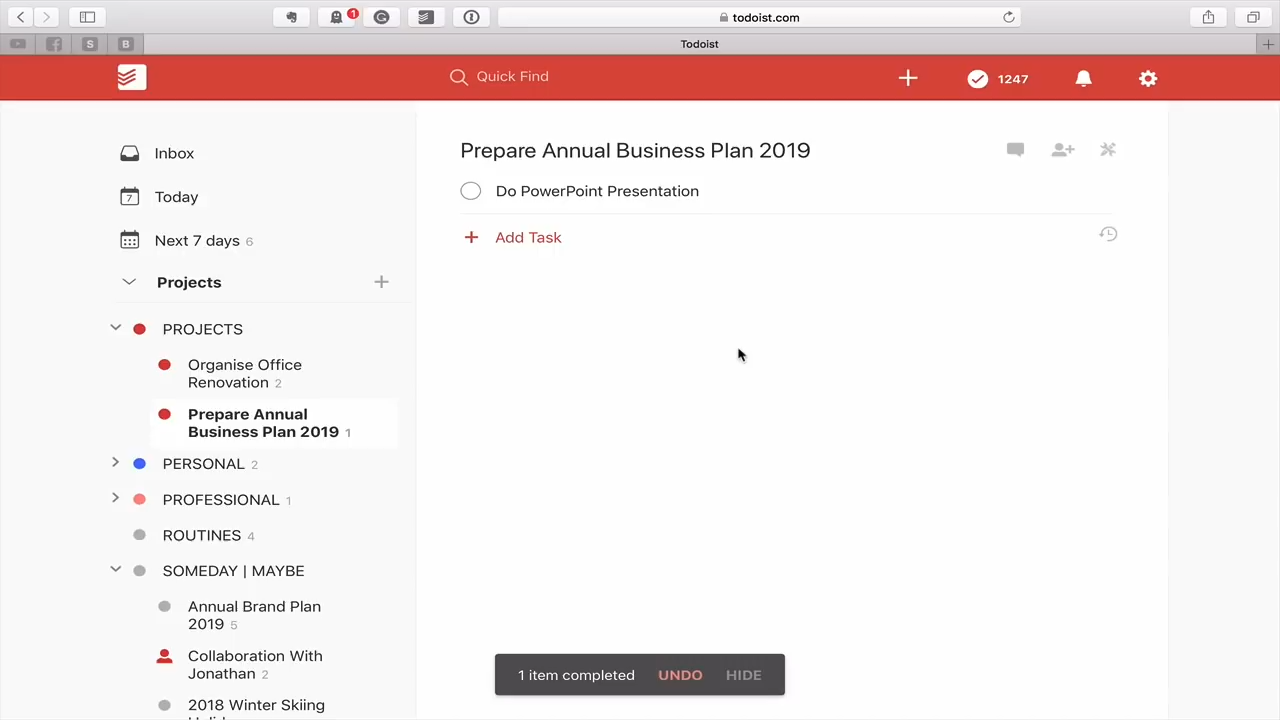 1
todoist.com
S
B
Todoist
Quick Find
1247
Inbox
7
Today
Next 7 days 6
Projects
PROJECTS
Organise Office
Renovation 2
Prepare Annual
Business Plan 2019 1
PERSONAL 2
PROFESSIONAL 1
ROUTINES 4
SOMEDAY | MAYBE
Annual Brand Plan
2019 5
Collaboration With
Jonathan 2
2018 Winter Skiing
Prepare Annual Business Plan 2019
Do PowerPoint Presentation
+ Add Task
1 item completed UNDO HIDE